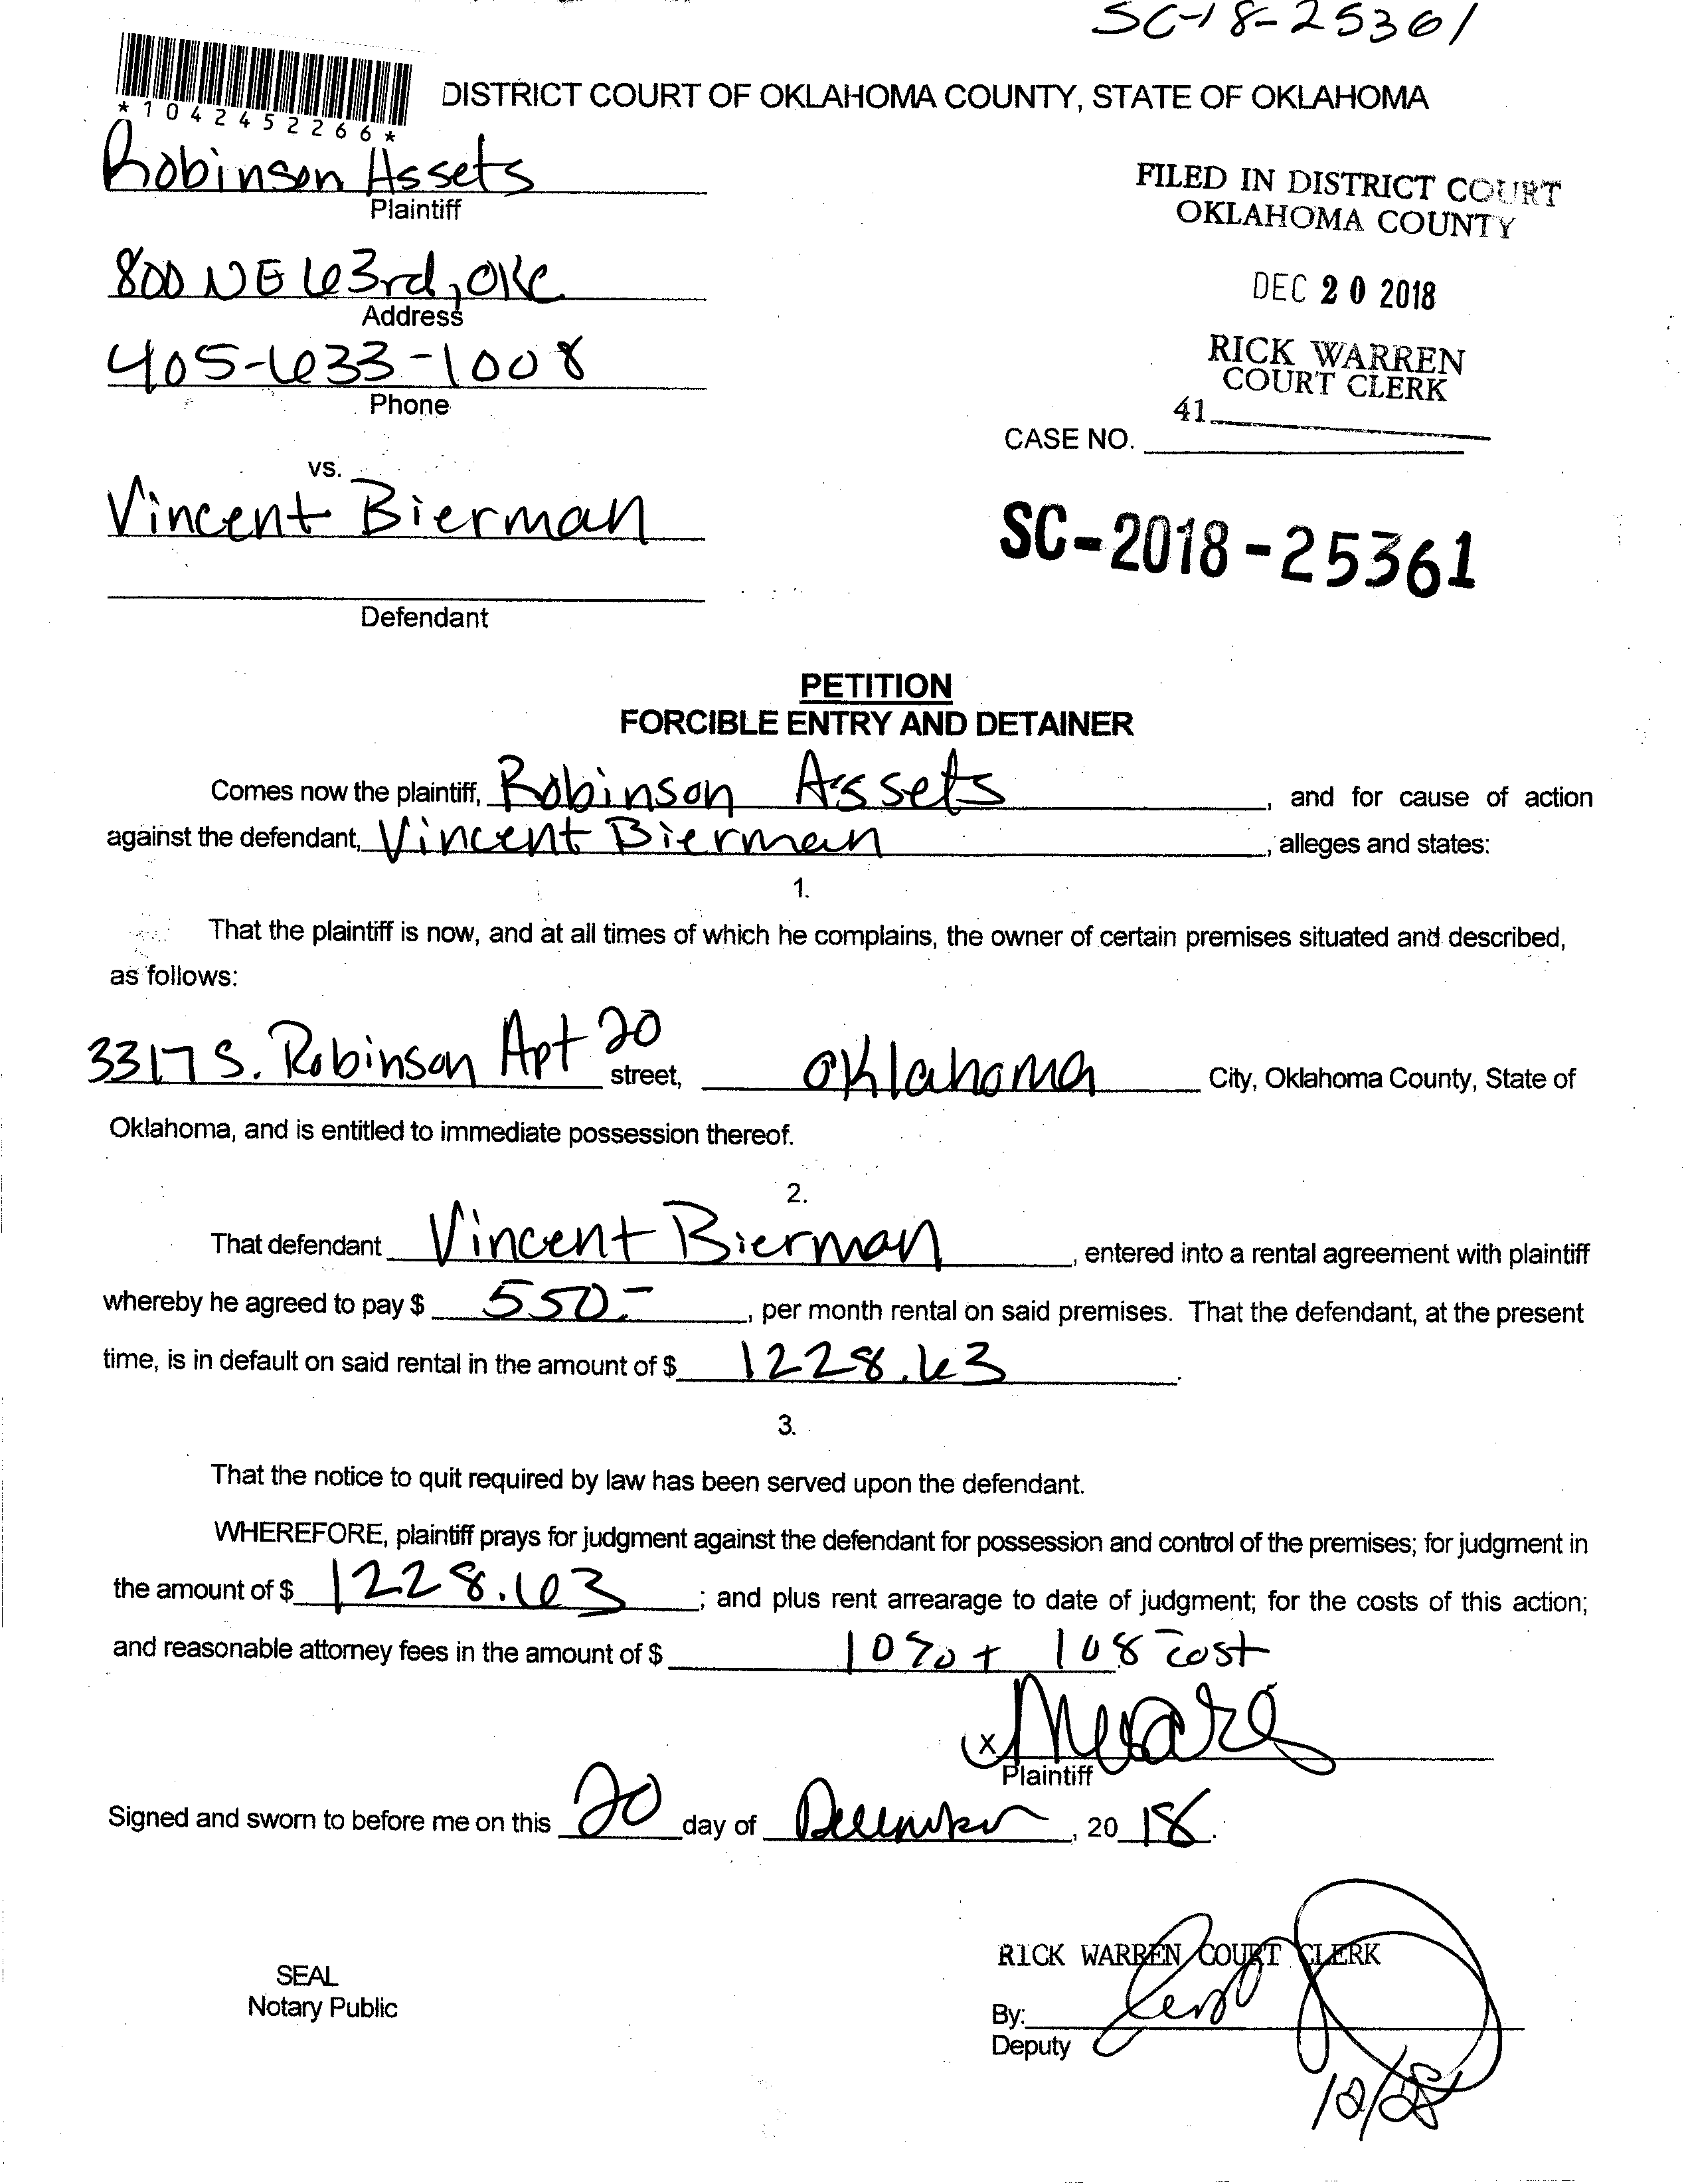 SC-18-25361
*1042452266*
DISTRICT COURT OF OKLAHOMA COUNTY, STATE OF OKLAHOMA
Robinson Assets
Plaintiff
FILED IN DISTRICT COURT
OKLAHOMA COUNTY
800 NE 63rd, OKC
Address
DEC 20 2018
405-633-1008
Phone
RICK WARREN
COURT CLERK
41
CASE NO.
vs.
Vincent Bierman
SC-2018-25361
Defendant
PETITION
FORCIBLE ENTRY AND DETAINER
Comes now the plaintiff, Robinson Assets, and for cause of action
against the defendant, Vincent Bierman, alleges and states:
1.
That the plaintiff is now, and at all times of which he complains, the owner of certain premises situated and described,
as follows:
3317 S. Robinson Apt 20 street, Oklahoma City, Oklahoma County, State of
Oklahoma, and is entitled to immediate possession thereof.
2.
That defendant Vincent Bierman, entered into a rental agreement with plaintiff
whereby he agreed to pay $ 550.-, per month rental on said premises. That the defendant, at the present
time, is in default on said rental in the amount of $ 1228.63.
3.
That the notice to quit required by law has been served upon the defendant.
WHEREFORE, plaintiff prays for judgment against the defendant for possession and control of the premises; for judgment in
the amount of $ 1228.63; and plus rent arrearage to date of judgment; for the costs of this action;
and reasonable attorney fees in the amount of $ 10% + 108 cost
x
Plaintiff
Signed and sworn to before me on this 20 day of December, 2018.
RICK WARREN COURT CLERK
SEAL
Notary Public
By:
Deputy